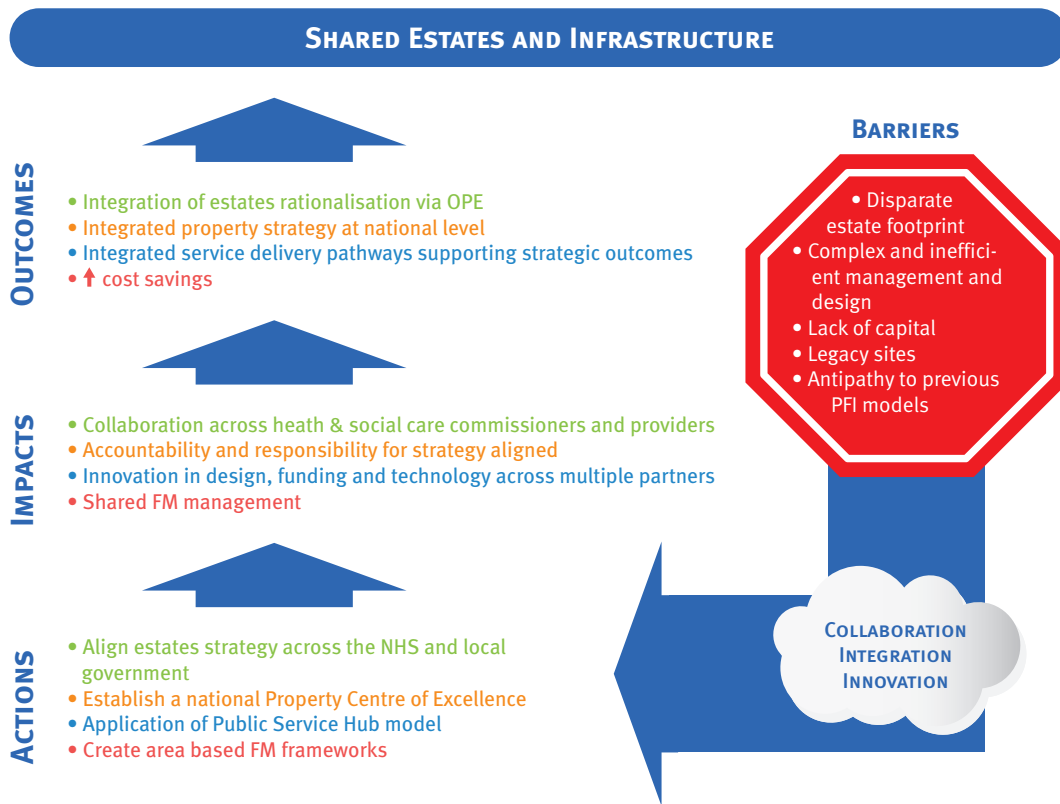 SHARED ESTATES AND INFRASTRUCTURE
OUTCOMES
• Integration of estates rationalisation via OPE
• Integrated property strategy at national level
• Integrated service delivery pathways supporting strategic outcomes
• ↑ cost savings
IMPACTS
• Collaboration across heath & social care commissioners and providers
• Accountability and responsibility for strategy aligned
• Innovation in design, funding and technology across multiple partners
• Shared FM management
ACTIONS
• Align estates strategy across the NHS and local
government
• Establish a national Property Centre of Excellence
• Application of Public Service Hub model
• Create area based FM frameworks
BARRIERS
• Disparate
estate footprint
• Complex and ineffici-
ent management and
design
• Lack of capital
• Legacy sites
• Antipathy to previous
PFI models
COLLABORATION
INTEGRATION
INNOVATION